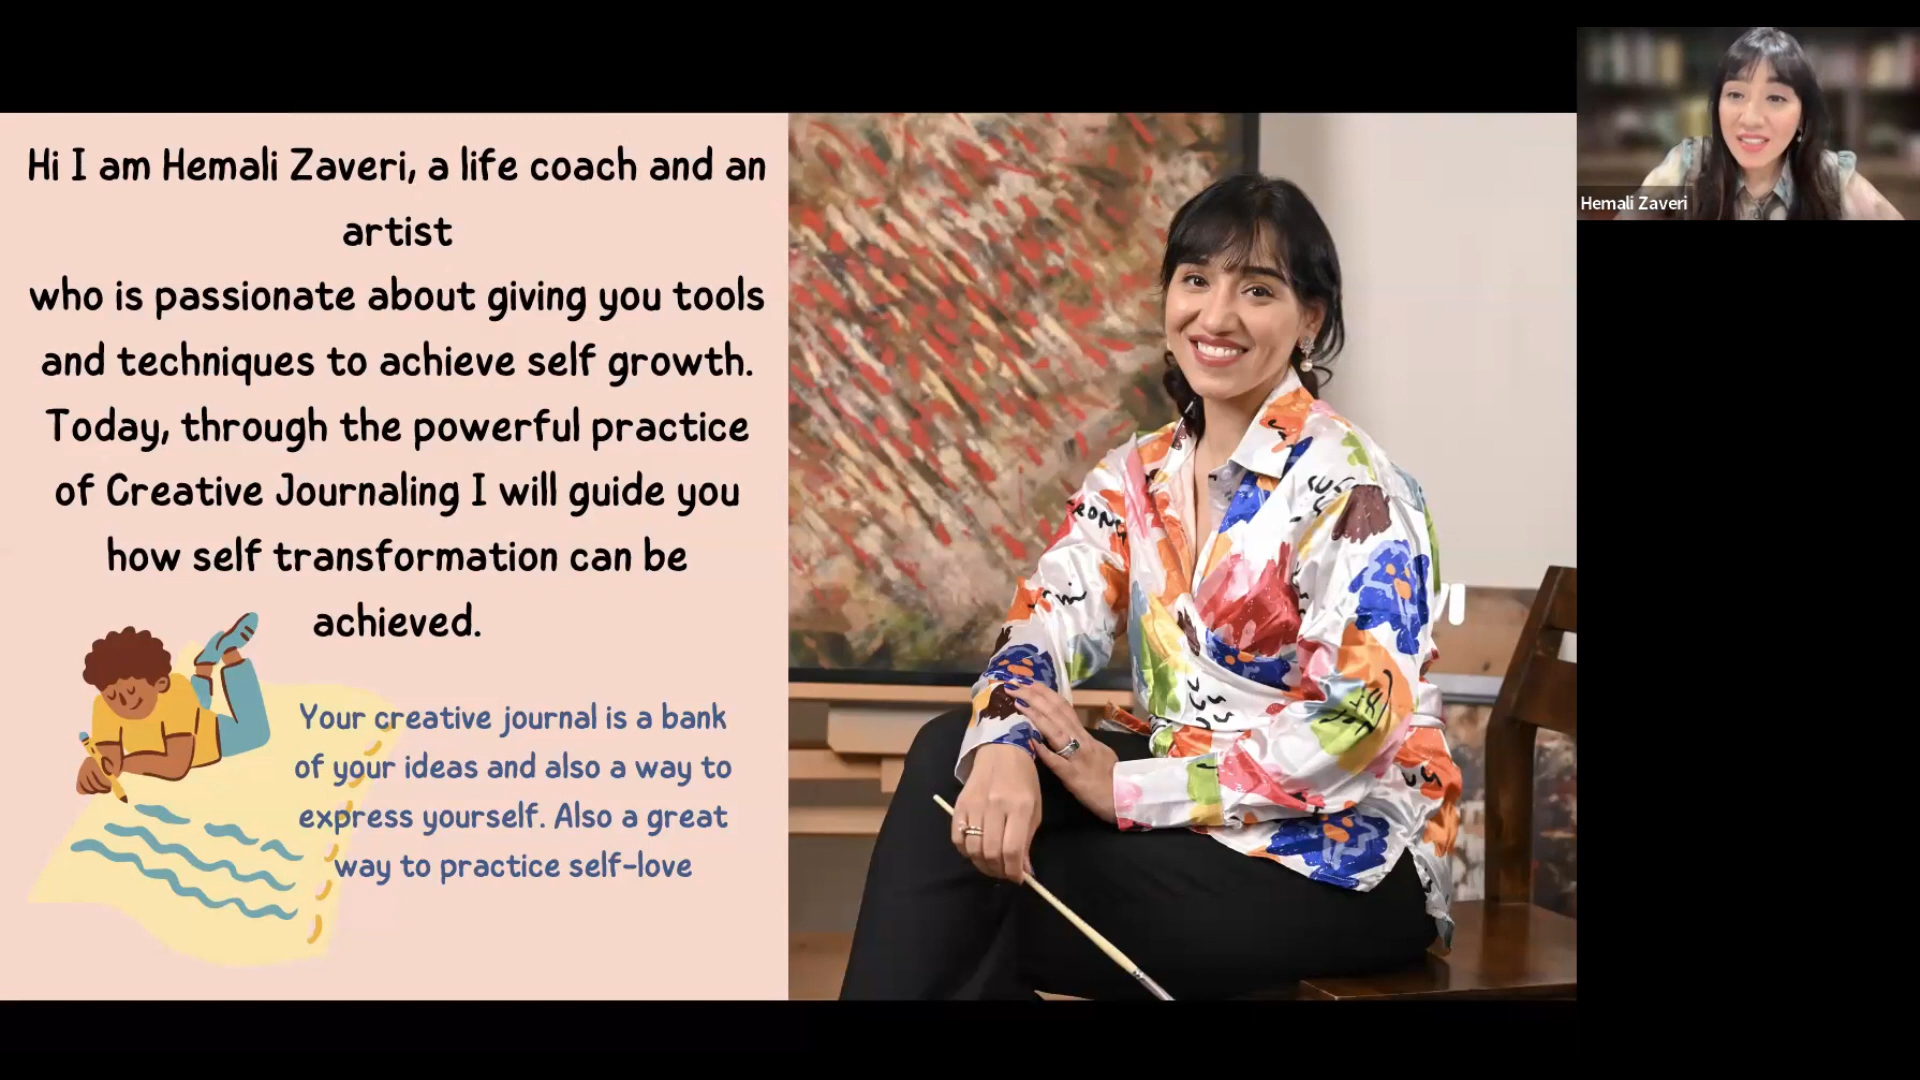 Hi I am Hemali Zaveri, a life coach and an
artist
who is passionate about giving you tools
and techniques to achieve self growth.
Today, through the powerful practice
of Creative Journaling I will guide you
how self transformation can be
achieved.
Your creative journal is a bank
of your ideas and also a way to
express yourself. Also a great
way to practice self-love
Hemali Zaveri